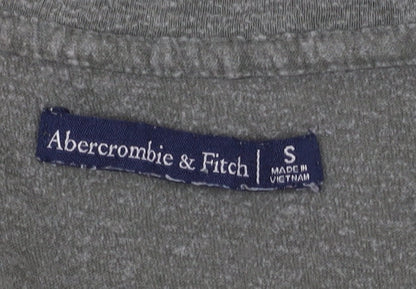 Abercrombie & Fitch | S
MADE IN
VIETNAM